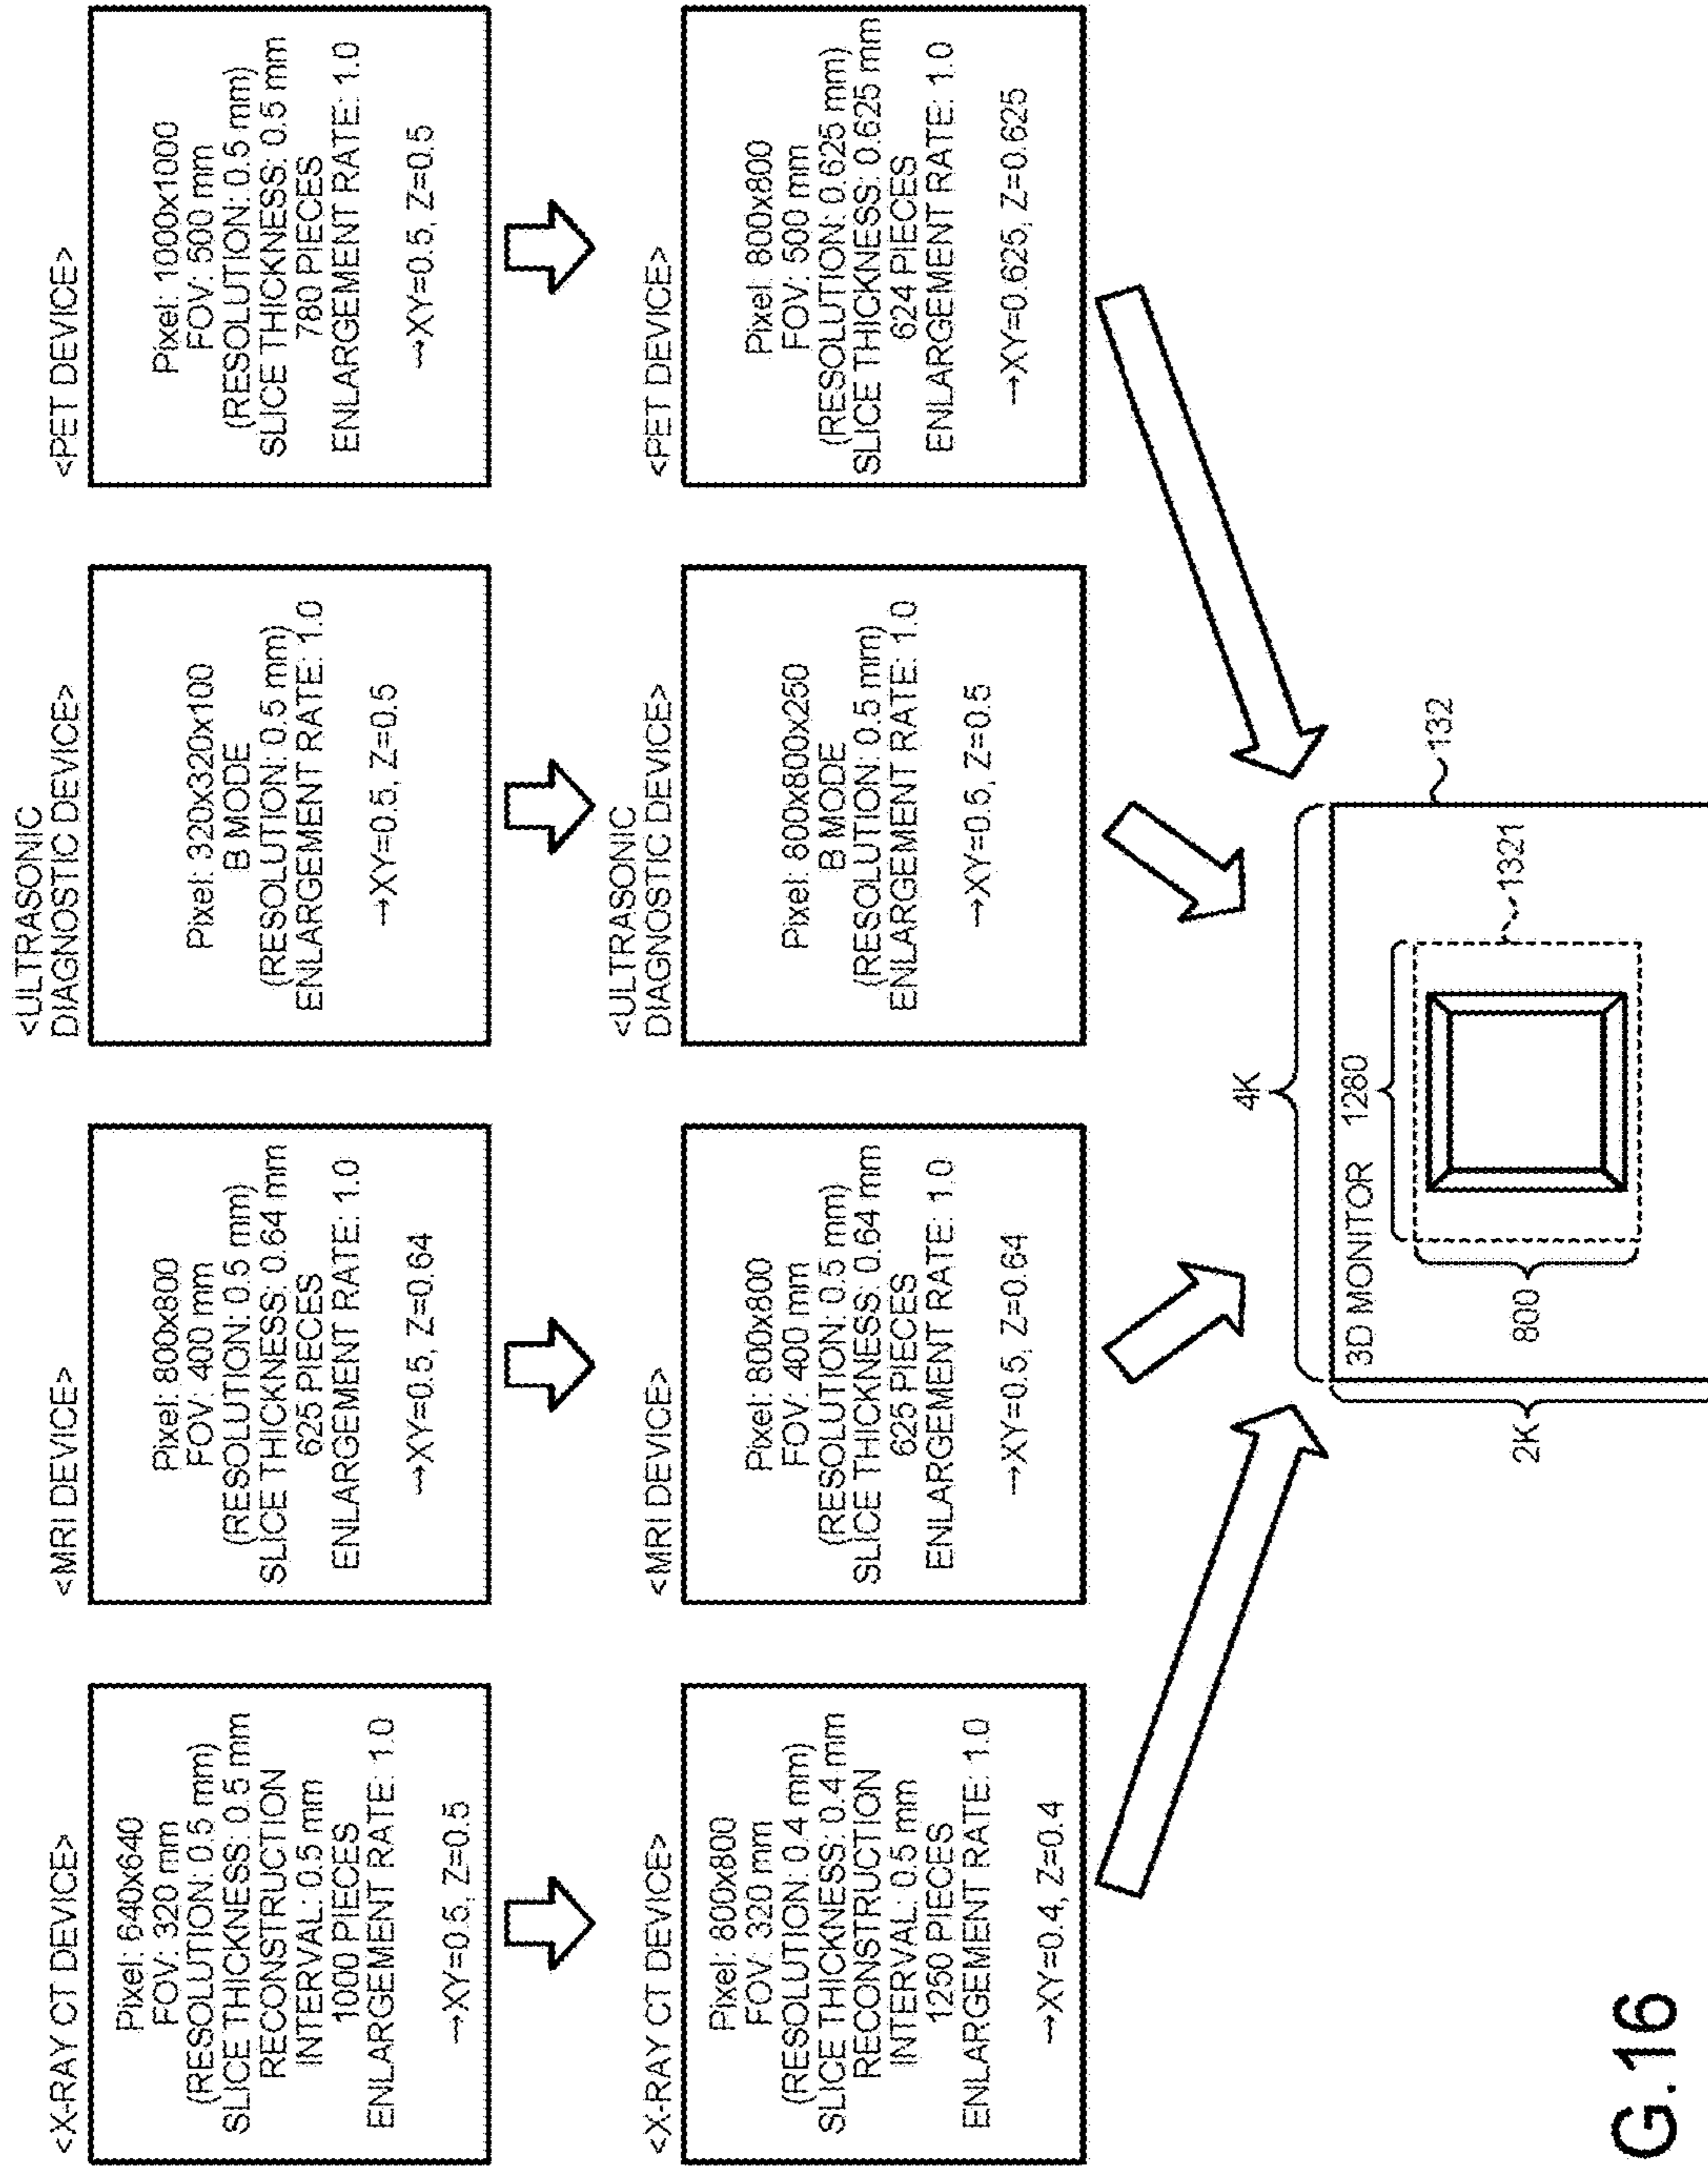 <X-RAY CT DEVICE>
Pixel: 640x640
FOV: 320 mm
(RESOLUTION: 0.5 mm)
SLICE THICKNESS: 0.5 mm
RECONSTRUCTION
INTERVAL: 0.5 mm
1000 PIECES
ENLARGEMENT RATE: 1.0
→XY=0.5, Z=0.5
<MRI DEVICE>
Pixel: 800x800
FOV: 400 mm
(RESOLUTION: 0.5 mm)
SLICE THICKNESS: 0.64 mm
625 PIECES
ENLARGEMENT RATE: 1.0
→XY=0.5, Z=0.64
<ULTRASONIC
DIAGNOSTIC DEVICE>
Pixel: 320x320x100
B MODE
(RESOLUTION: 0.5 mm)
ENLARGEMENT RATE: 1.0
→XY=0.5, Z=0.5
<PET DEVICE>
Pixel: 1000x1000
FOV: 500 mm
(RESOLUTION: 0.5 mm)
SLICE THICKNESS: 0.5 mm
780 PIECES
ENLARGEMENT RATE: 1.0
→XY=0.5, Z=0.5
<X-RAY CT DEVICE>
Pixel: 800x800
FOV: 320 mm
(RESOLUTION: 0.4 mm)
SLICE THICKNESS: 0.4 mm
RECONSTRUCTION
INTERVAL: 0.5 mm
1250 PIECES
ENLARGEMENT RATE: 1.0
→XY=0.4, Z=0.4
<MRI DEVICE>
Pixel: 800x800
FOV: 400 mm
(RESOLUTION: 0.5 mm)
SLICE THICKNESS: 0.64 mm
625 PIECES
ENLARGEMENT RATE: 1.0
→XY=0.5, Z=0.64
<ULTRASONIC
DIAGNOSTIC DEVICE>
Pixel: 800x800x250
B MODE
(RESOLUTION: 0.5 mm)
ENLARGEMENT RATE: 1.0
→XY=0.5, Z=0.5
<PET DEVICE>
Pixel: 800x800
FOV: 500 mm
(RESOLUTION: 0.625 mm)
SLICE THICKNESS: 0.625 mm
624 PIECES
ENLARGEMENT RATE: 1.0
→XY=0.625, Z=0.625
4K
132
3D MONITOR 1280
1321
800
2K
G.16